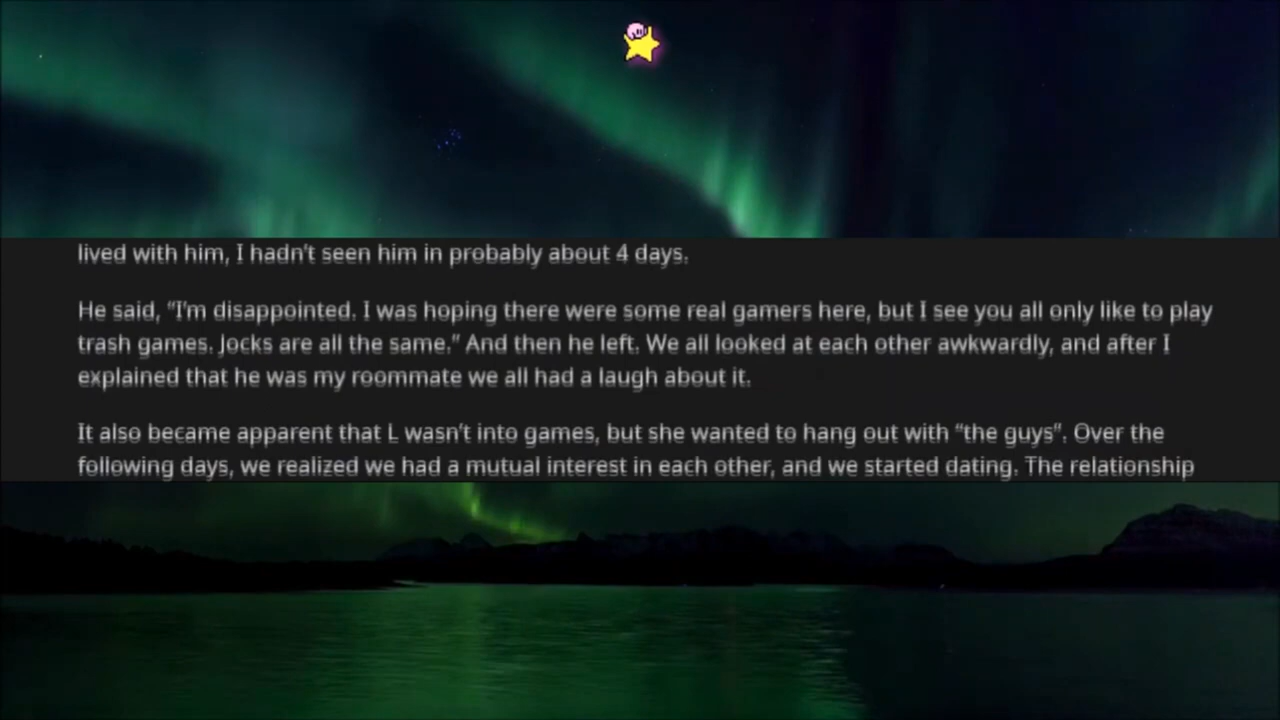 lived with him, I hadn't seen him in probably about 4 days.
He said, “I'm disappointed. I was hoping there were some real gamers here, but I see you all only like to play
trash games. Jocks are all the same.” And then he left. We all looked at each other awkwardly, and after I
explained that he was my roommate we all had a laugh about it.
It also became apparent that L wasn't into games, but she wanted to hang out with “the guys”. Over the
following days, we realized we had a mutual interest in each other, and we started dating. The relationship